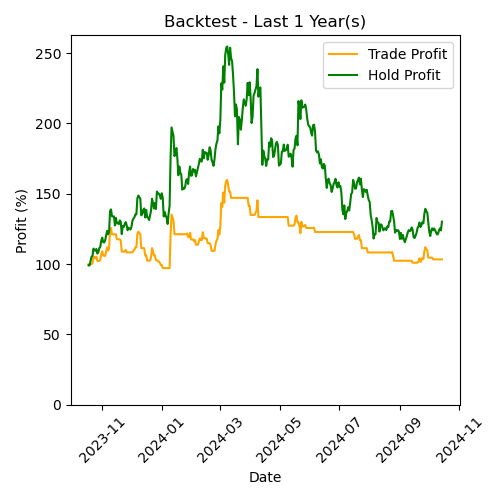 Backtest - Last 1 Year(s)
Trade Profit
Hold Profit
Profit (%)
250
200
150
100
50
0
2023-11
2024-01
2024-03
2024-05
2024-07
2024-09
2024-11
Date